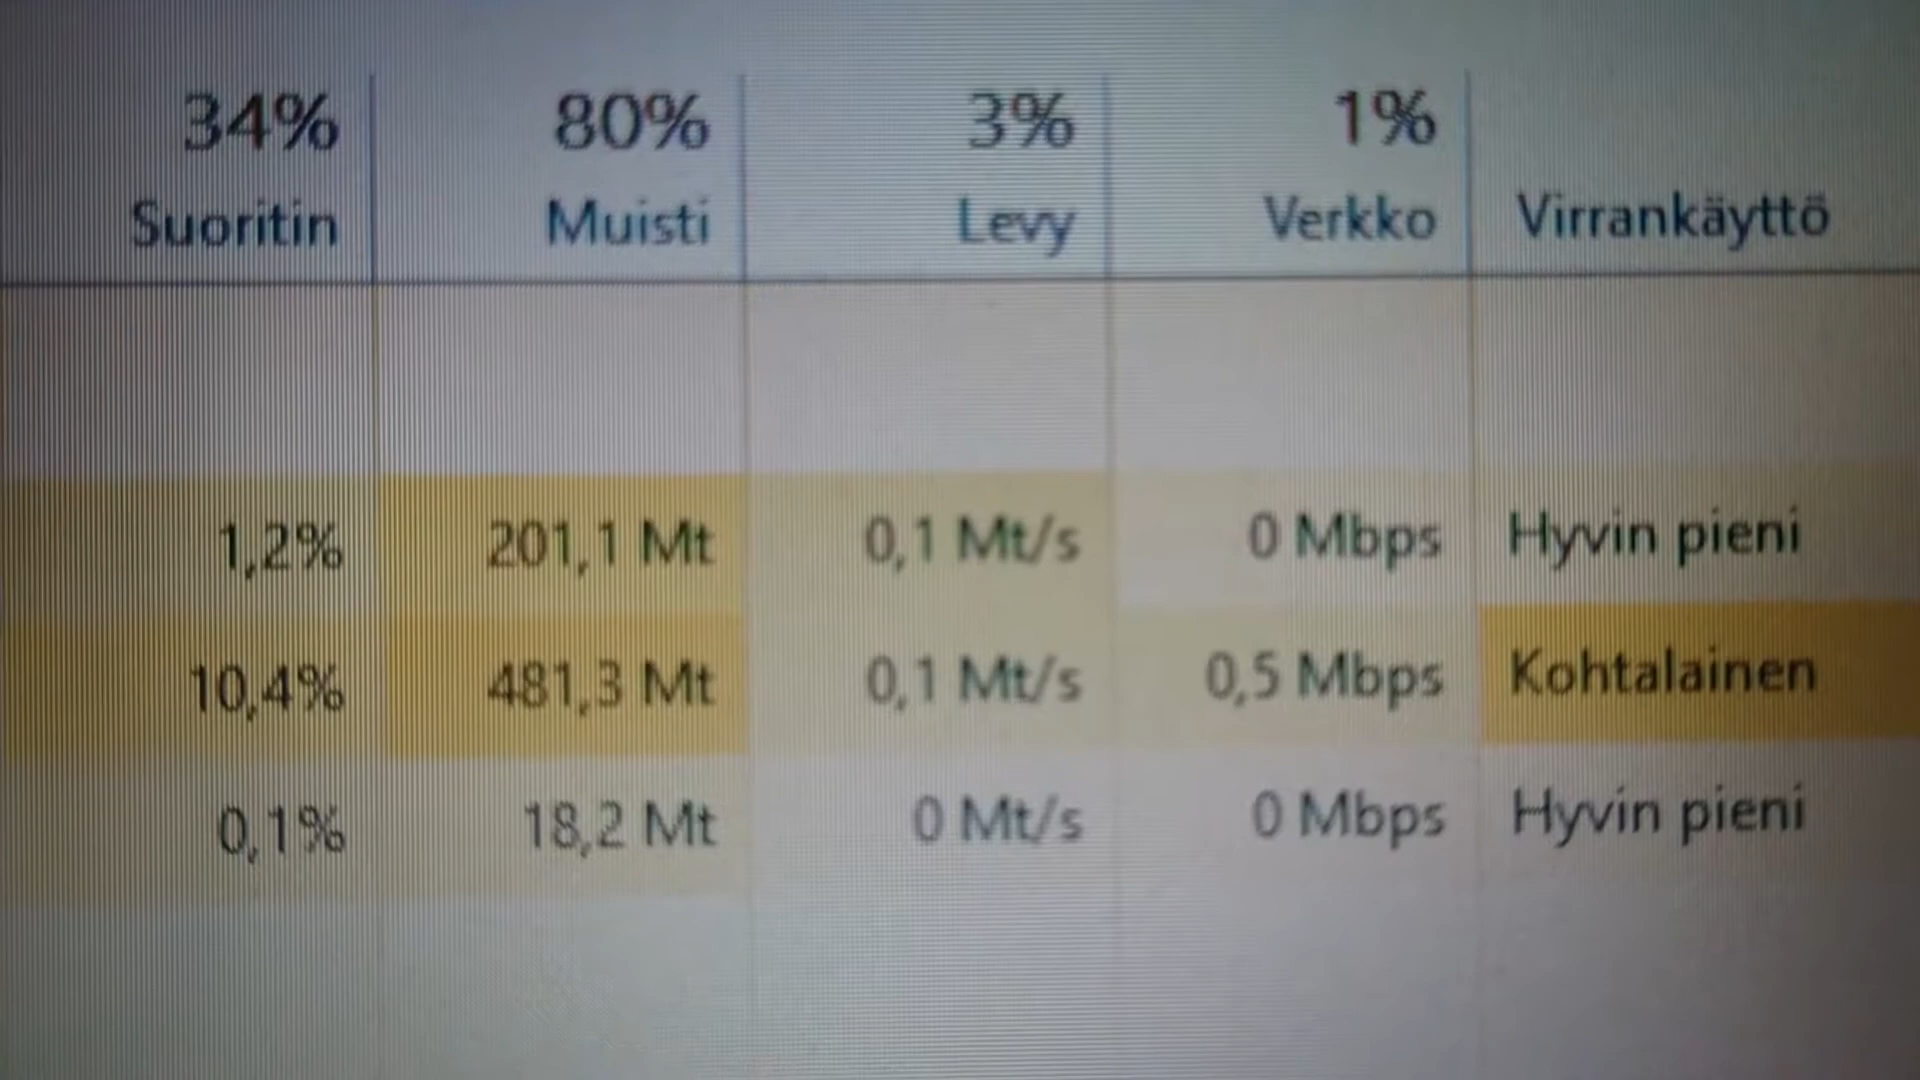 34% 80% 3% 1%
Suoritin Muisti Levy Verkko Virrankäyttö
1,2% 201,1 Mt 0,1 Mt/s 0 Mbps Hyvin pieni
10,4% 481,3 Mt 0,1 Mt/s 0,5 Mbps Kohtalainen
0,1% 18,2 Mt 0 Mt/s 0 Mbps Hyvin pieni